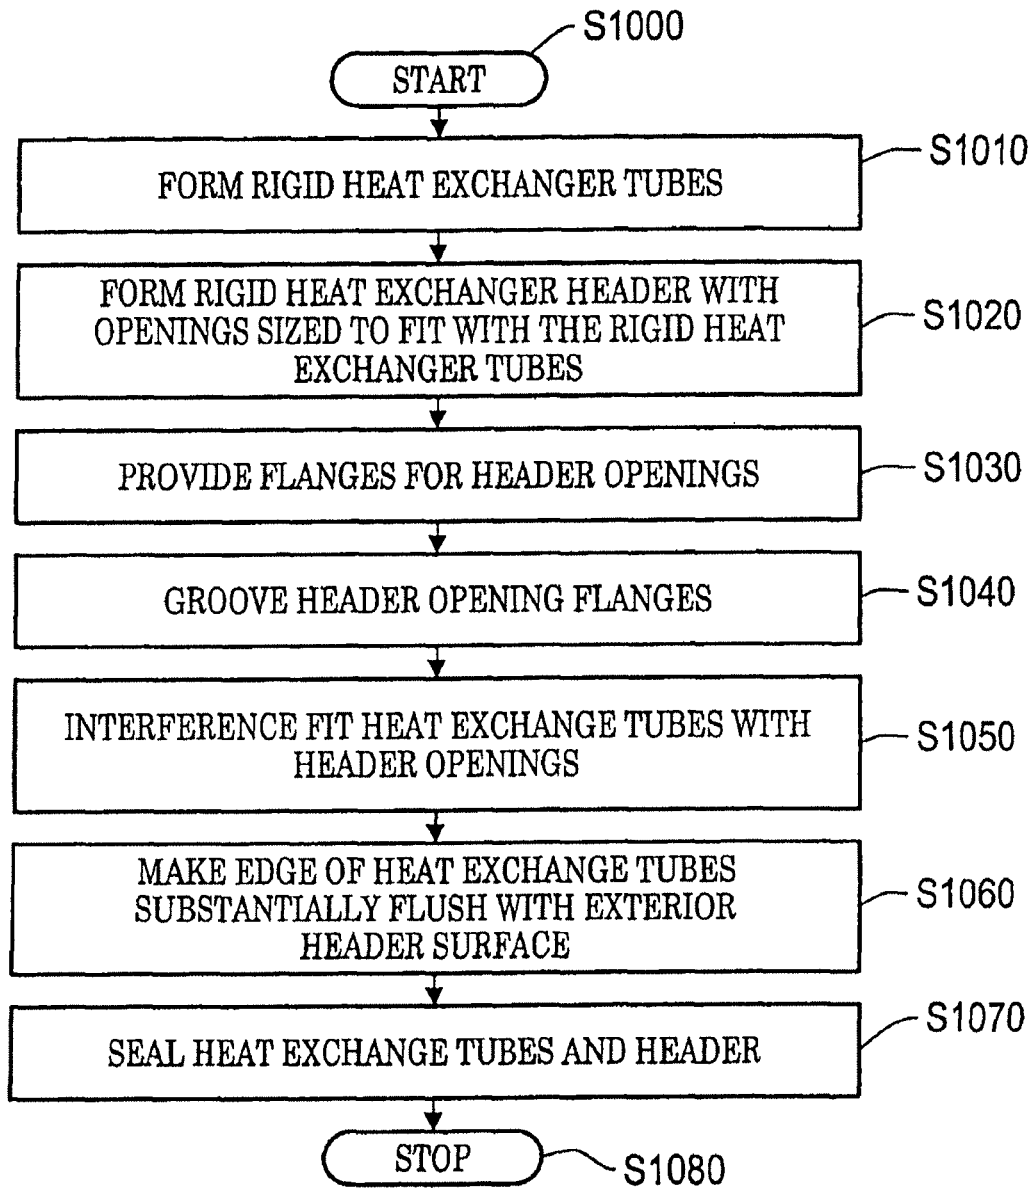 S1000
START
S1010
FORM RIGID HEAT EXCHANGER TUBES
FORM RIGID HEAT EXCHANGER HEADER WITH
OPENINGS SIZED TO FIT WITH THE RIGID HEAT
EXCHANGER TUBES
S1020
PROVIDE FLANGES FOR HEADER OPENINGS
S1030
GROOVE HEADER OPENING FLANGES
S1040
INTERFERENCE FIT HEAT EXCHANGE TUBES WITH
HEADER OPENINGS
S1050
MAKE EDGE OF HEAT EXCHANGE TUBES
SUBSTANTIALLY FLUSH WITH EXTERIOR
HEADER SURFACE
S1060
SEAL HEAT EXCHANGE TUBES AND HEADER
S1070
STOP
S1080